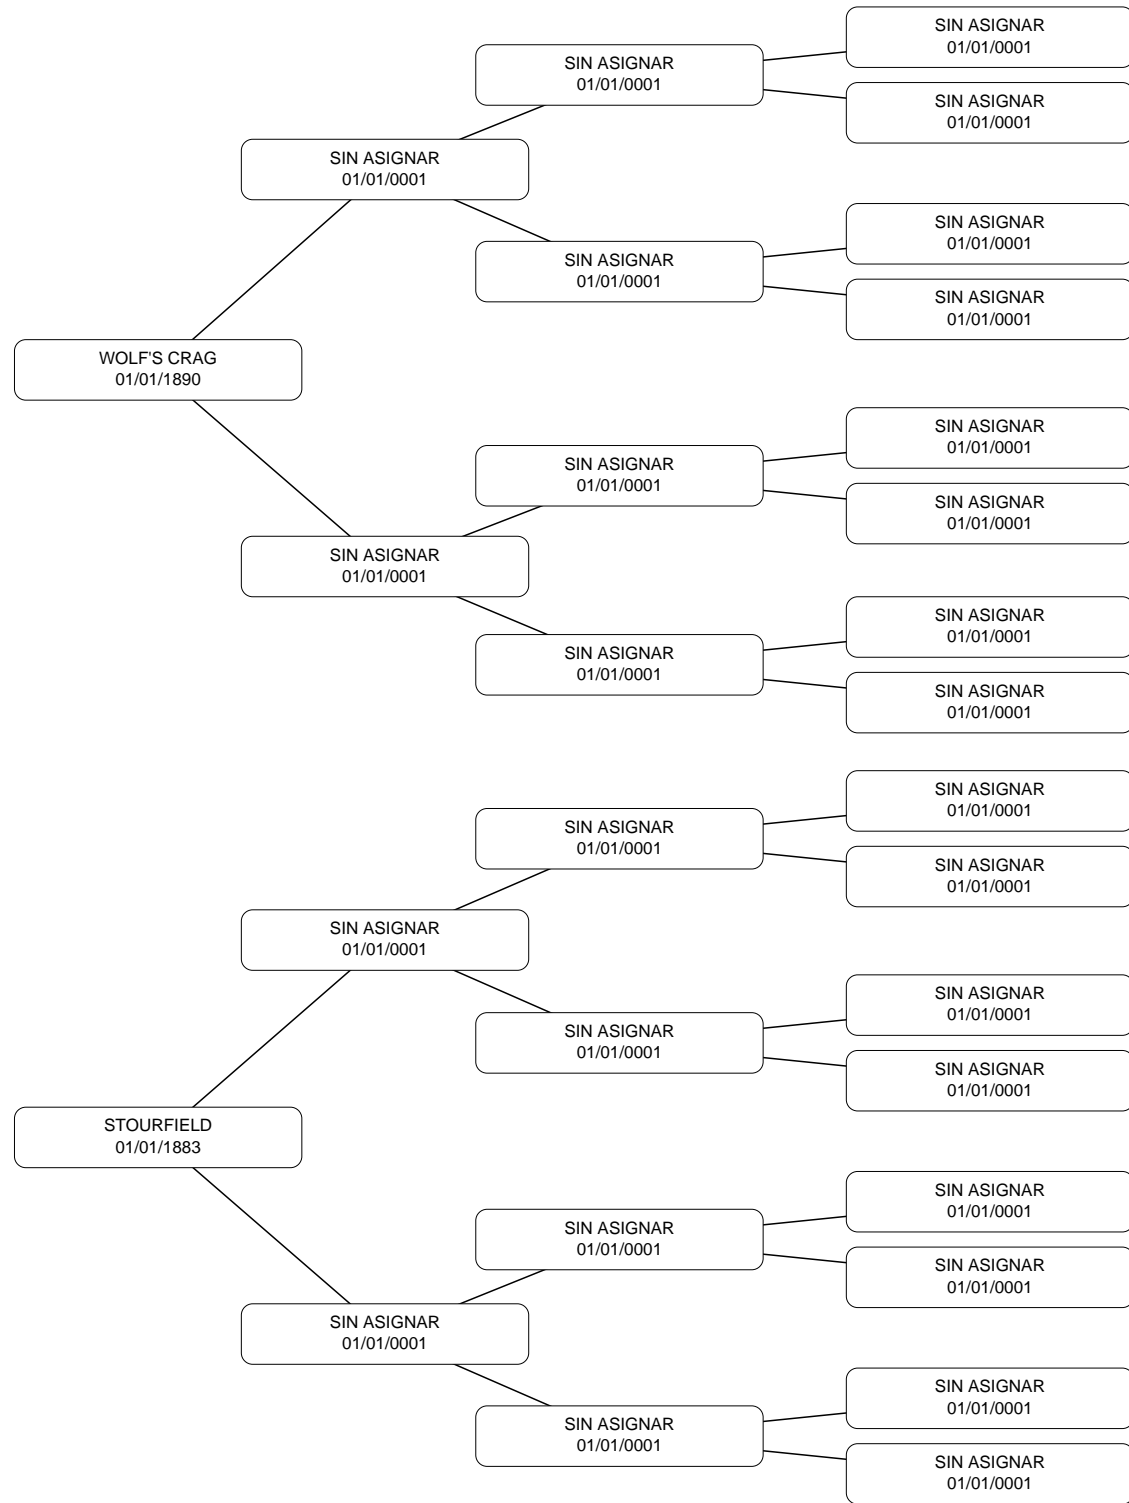 SIN ASIGNAR
01/01/0001
SIN ASIGNAR
01/01/0001
SIN ASIGNAR
01/01/0001
SIN ASIGNAR
01/01/0001
SIN ASIGNAR
01/01/0001
SIN ASIGNAR
01/01/0001
SIN ASIGNAR
01/01/0001
WOLF'S CRAG
01/01/1890
SIN ASIGNAR
01/01/0001
SIN ASIGNAR
01/01/0001
SIN ASIGNAR
01/01/0001
SIN ASIGNAR
01/01/0001
SIN ASIGNAR
01/01/0001
SIN ASIGNAR
01/01/0001
SIN ASIGNAR
01/01/0001
SIN ASIGNAR
01/01/0001
SIN ASIGNAR
01/01/0001
SIN ASIGNAR
01/01/0001
SIN ASIGNAR
01/01/0001
SIN ASIGNAR
01/01/0001
SIN ASIGNAR
01/01/0001
SIN ASIGNAR
01/01/0001
STOURFIELD
01/01/1883
SIN ASIGNAR
01/01/0001
SIN ASIGNAR
01/01/0001
SIN ASIGNAR
01/01/0001
SIN ASIGNAR
01/01/0001
SIN ASIGNAR
01/01/0001
SIN ASIGNAR
01/01/0001
SIN ASIGNAR
01/01/0001